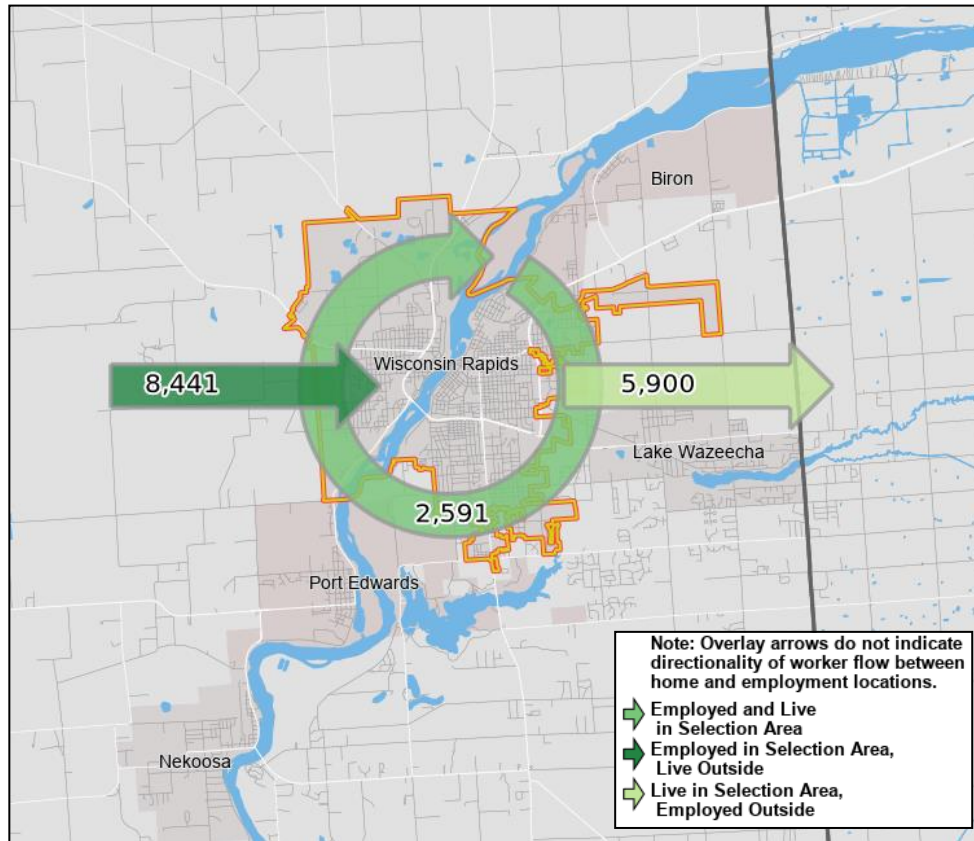 Biron
Wisconsin Rapids
8,441
5,900
Lake Wazeecha
2,591
Port Edwards
Nekoosa
Note: Overlay arrows do not indicate
directionality of worker flow between
home and employment locations.
Employed and Live
in Selection Area
Employed in Selection Area,
Live Outside
Live in Selection Area,
Employed Outside